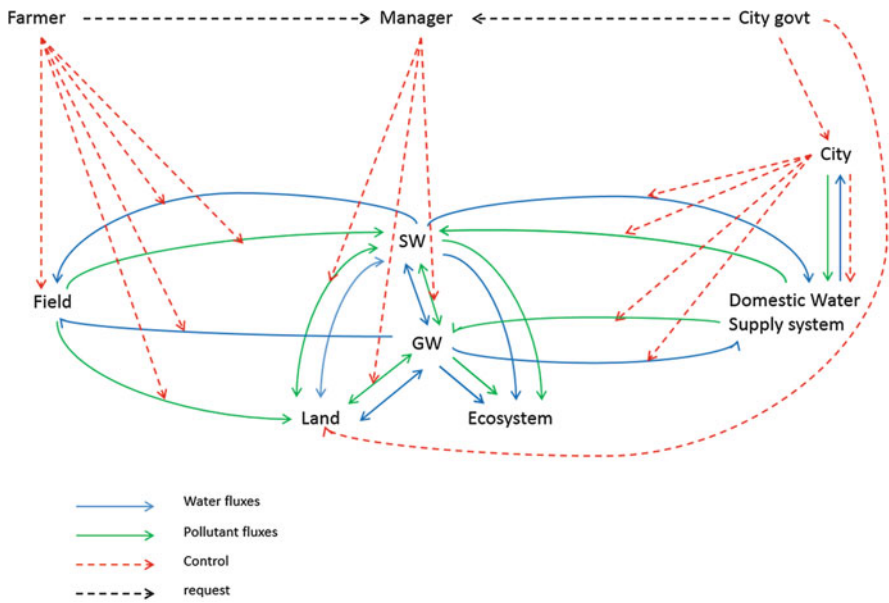 Farmer
Manager
City govt
City
SW
Field
Domestic Water
Supply system
GW
Land
Ecosystem
Water fluxes
Pollutant fluxes
Control
request